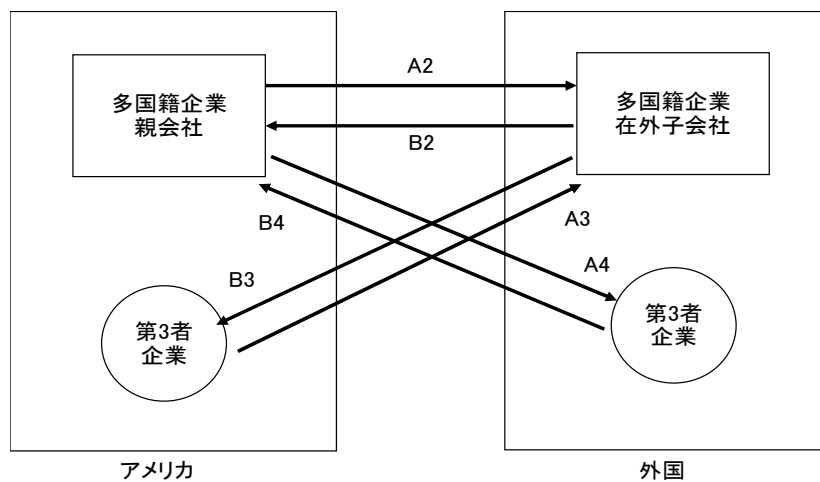 A2
多国籍企業
親会社
多国籍企業
在外子会社
B2
B4
A3
B3
A4
第3者
企業
第3者
企業
アメリカ
外国